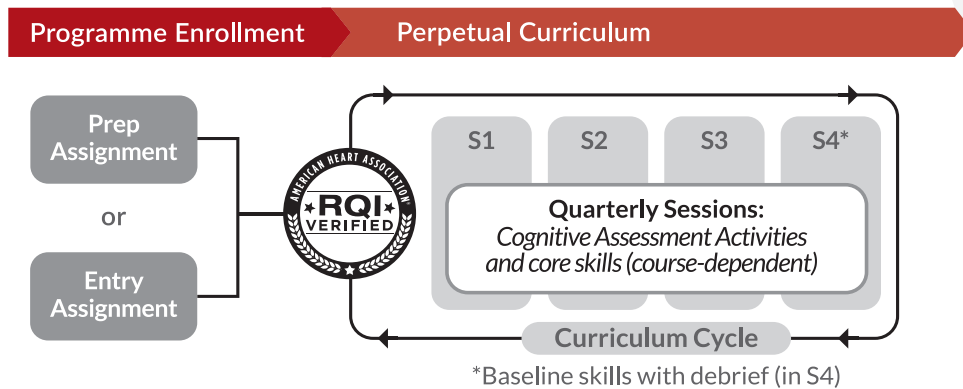 Programme Enrollment
Perpetual Curriculum
Prep
Assignment
or
Entry
Assignment
AMERICAN HEART ASSOCIATION®
RQI
VERIFIED
S1
S2
S3
S4*
Quarterly Sessions:
Cognitive Assessment Activities
and core skills (course-dependent)
Curriculum Cycle
*Baseline skills with debrief (in S4)